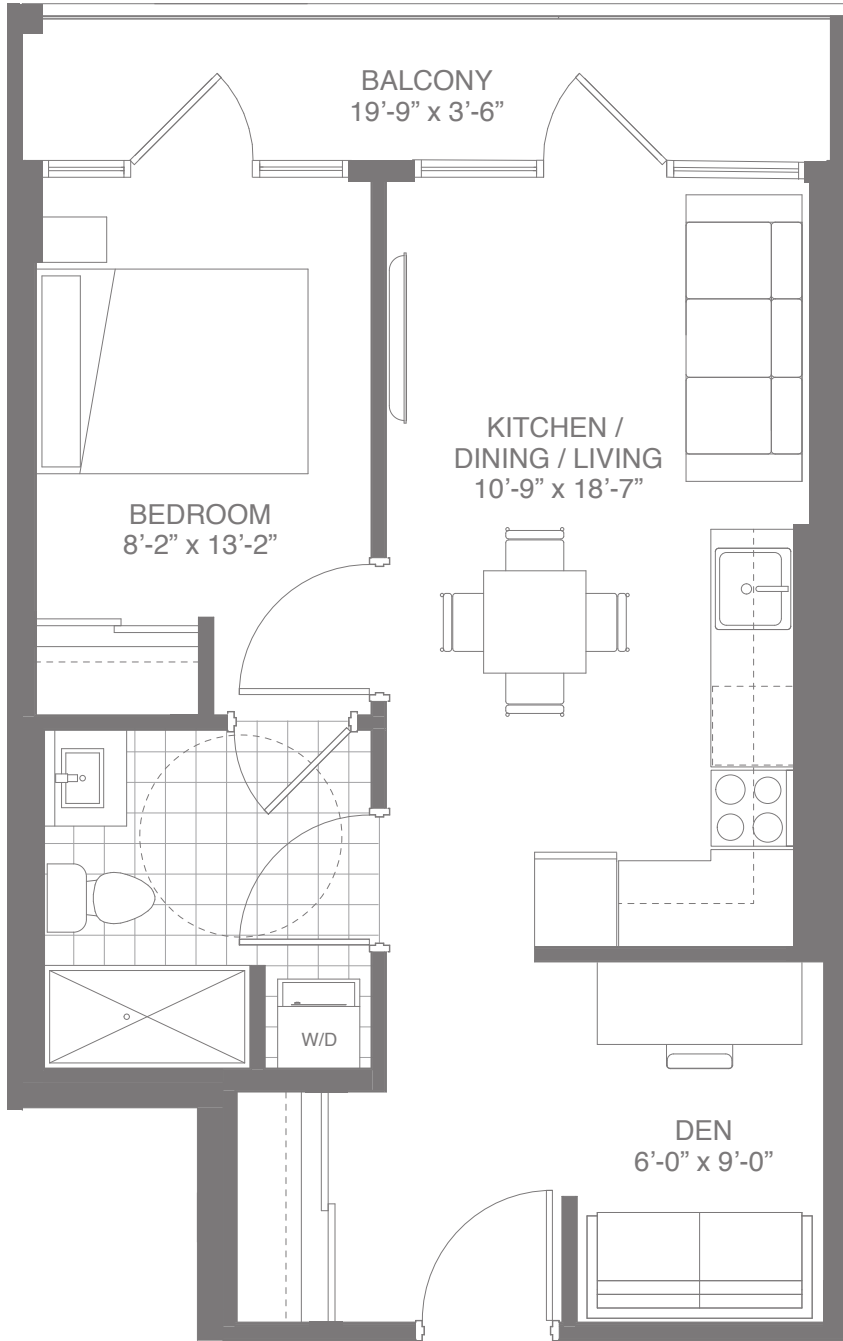 BALCONY
19’-9” x 3’-6”
KITCHEN /
DINING / LIVING
10’-9” x 18’-7”
BEDROOM
8’-2” x 13’-2”
W/D
DEN
6’-0” x 9’-0”